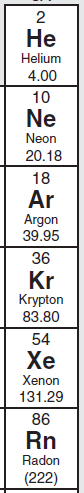 2
He
Helium
4.00
10
Ne
Neon
20.18
18
Ar
Argon
39.95
36
Kr
Krypton
83.80
54
Xe
Xenon
131.29
86
Rn
Radon
(222)